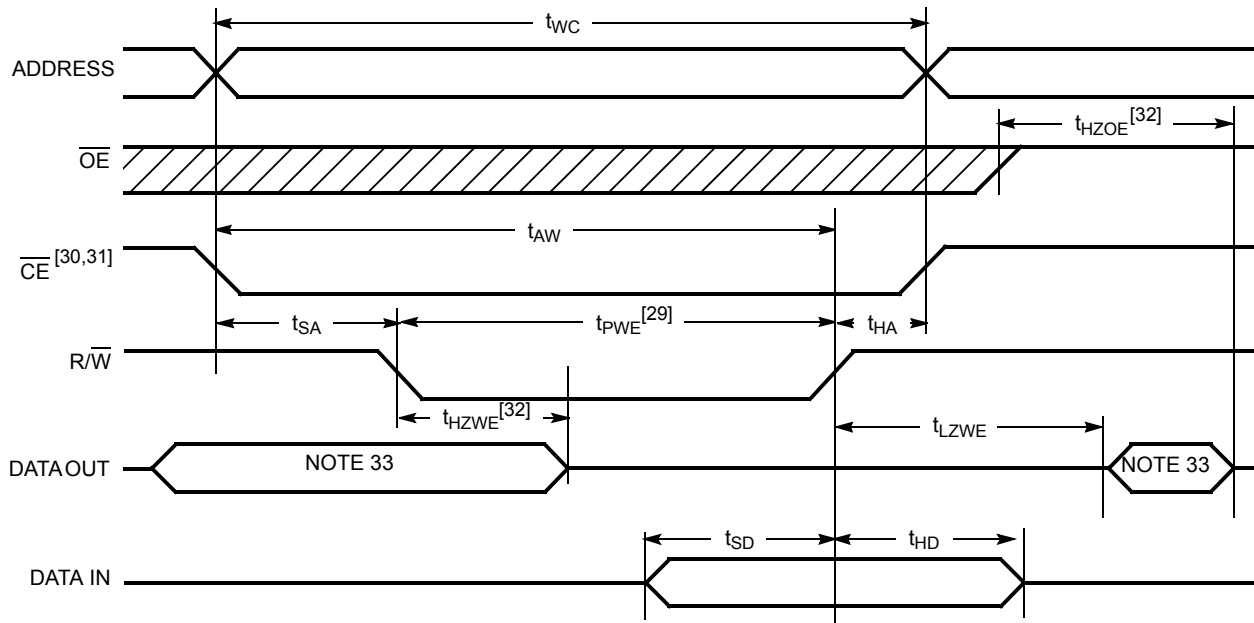 tWC
ADDRESS
tHZOE[32]
OE
tAW
CE [30,31]
tSA
tPWE[29]
tHA
R/W
tHZWE[32]
tLZWE
DATA OUT
NOTE 33
NOTE 33
tSD
tHD
DATA IN